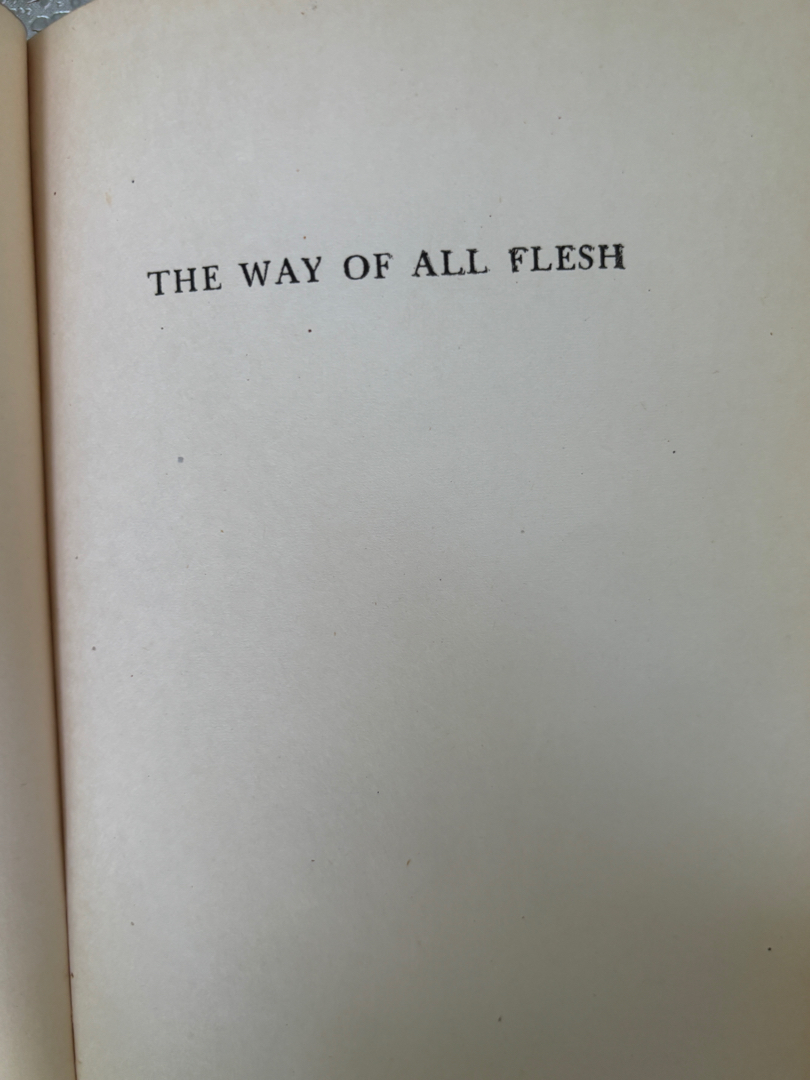 THE WAY OF ALL FLESH